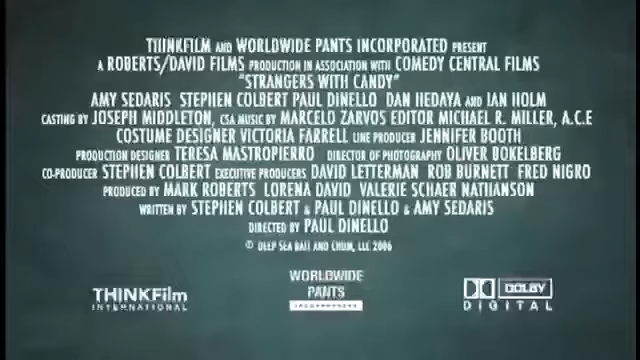 THINKFILM AND WORLDWIDE PANTS INCORPORATED PRESENT
A ROBERTS/DAVID FILMS PRODUCTION IN ASSOCIATION WITH COMEDY CENTRAL FILMS
"STRANGERS WITH CANDY"
AMY SEDARIS STEPHEN COLBERT PAUL DINELLO DAN HEDAYA AND IAN HOLM
CASTING BY JOSEPH MIDDLETON, CSA MUSIC BY MARCELO ZARVOS EDITOR MICHAEL R. MILLER, A.C.E
COSTUME DESIGNER VICTORIA FARRELL LINE PRODUCER JENNIFER BOOTH
PRODUCTION DESIGNER TERESA MASTROPIERRO DIRECTOR OF PHOTOGRAPHY OLIVER BOKELBERG
CO-PRODUCER STEPHEN COLBERT EXECUTIVE PRODUCERS DAVID LETTERMAN ROB BURNETT FRED NIGRO
PRODUCED BY MARK ROBERTS LORENA DAVID VALERIE SCHAER NATHANSON
WRITTEN BY STEPHEN COLBERT & PAUL DINELLO & AMY SEDARIS
DIRECTED BY PAUL DINELLO
© DEEP SEA BAIT AND CHUM, LLC 2006
THINKFilm
INTERNATIONAL
WORLDWIDE
PANTS
DOLBY
DIGITAL